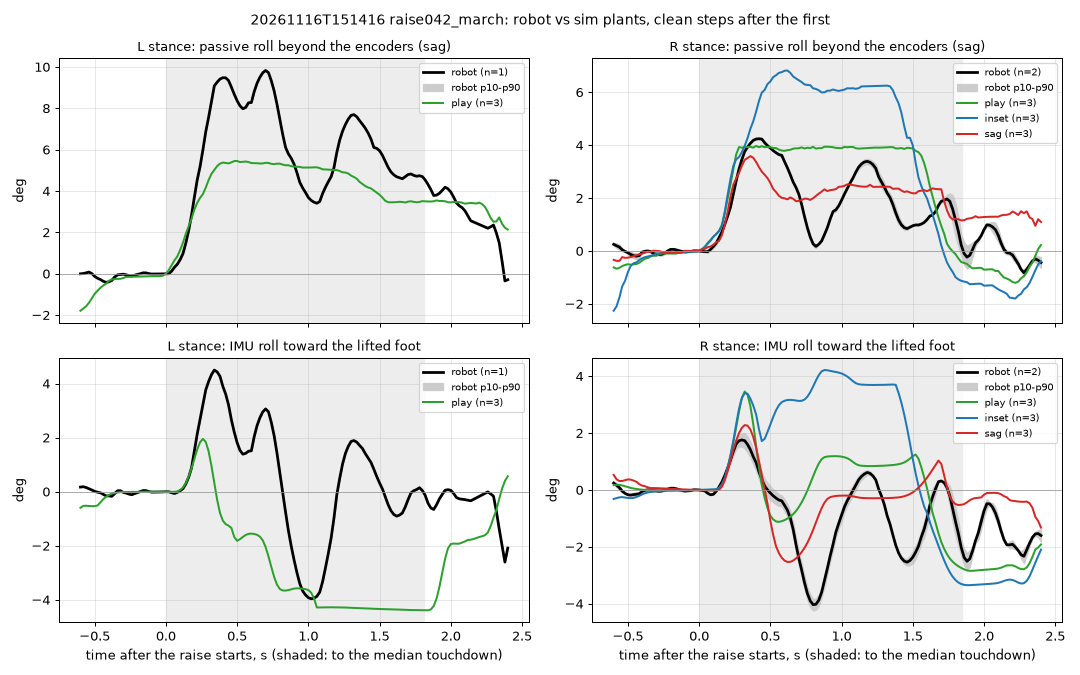 20261116T151416 raise042_march: robot vs sim plants, clean steps after the first
L stance: passive roll beyond the encoders (sag)
deg
10
8
6
4
2
0
−2
robot (n=1)
robot p10-p90
play (n=3)
R stance: passive roll beyond the encoders (sag)
deg
6
4
2
0
−2
robot (n=2)
robot p10-p90
play (n=3)
inset (n=3)
sag (n=3)
L stance: IMU roll toward the lifted foot
deg
4
2
0
−2
−4
robot (n=1)
robot p10-p90
play (n=3)
−0.5 0.0 0.5 1.0 1.5 2.0 2.5
time after the raise starts, s (shaded: to the median touchdown)
R stance: IMU roll toward the lifted foot
deg
4
2
0
−2
−4
robot (n=2)
robot p10-p90
play (n=3)
inset (n=3)
sag (n=3)
−0.5 0.0 0.5 1.0 1.5 2.0 2.5
time after the raise starts, s (shaded: to the median touchdown)